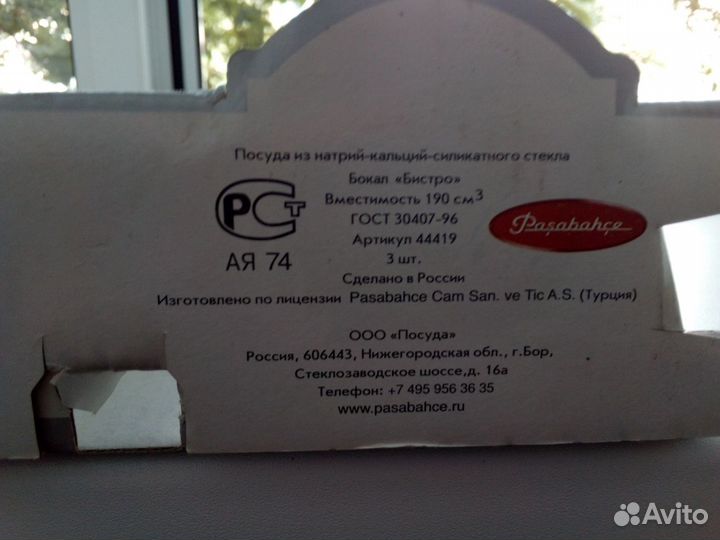 Посуда из натрий-кальций-силикатного стекла
Бокал «Бистро»
Вместимость 190 см³
ГОСТ 30407-96
Артикул 44419
3 шт.
Сделано в России
Изготовлено по лицензии Pasabahce Cam San. ve Tic A.S. (Турция)
РСТ
АЯ 74
Paşabahçe
ООО «Посуда»
Россия, 606443, Нижегородская обл., г.Бор,
Стеклозаводское шоссе,д. 16а
Телефон: +7 495 956 36 35
www.pasabahce.ru
Avito